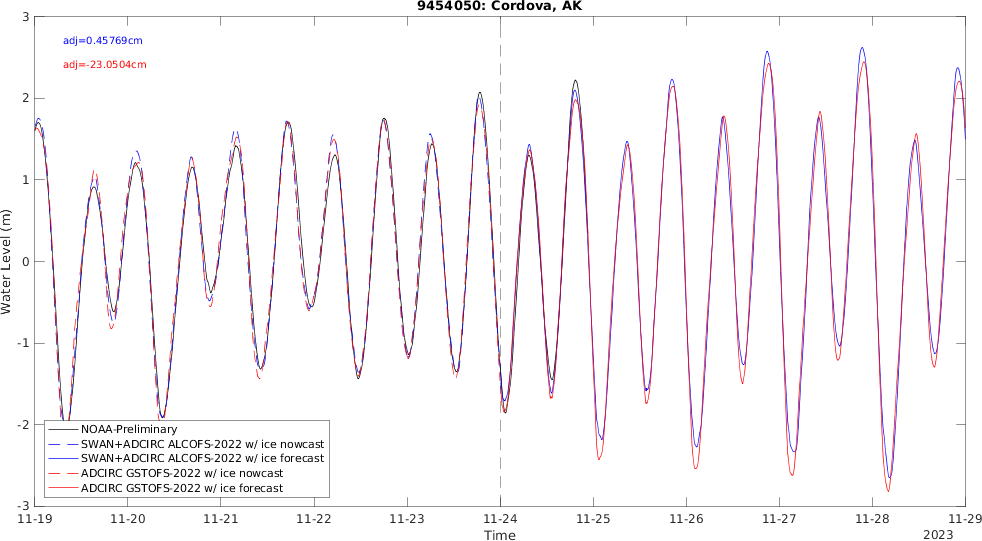 9454050: Cordova, AK
3
adj=0.45769cm
adj=-23.0504cm
2
1
0
-1
-2
-3
Water Level (m)
NOAA-Preliminary
SWAN+ADCIRC ALCOFS-2022 w/ ice nowcast
SWAN+ADCIRC ALCOFS-2022 w/ ice forecast
ADCIRC GSTOFS-2022 w/ ice nowcast
ADCIRC GSTOFS-2022 w/ ice forecast
11-19 11-20 11-21 11-22 11-23 11-24 11-25 11-26 11-27 11-28 11-29
Time
2023